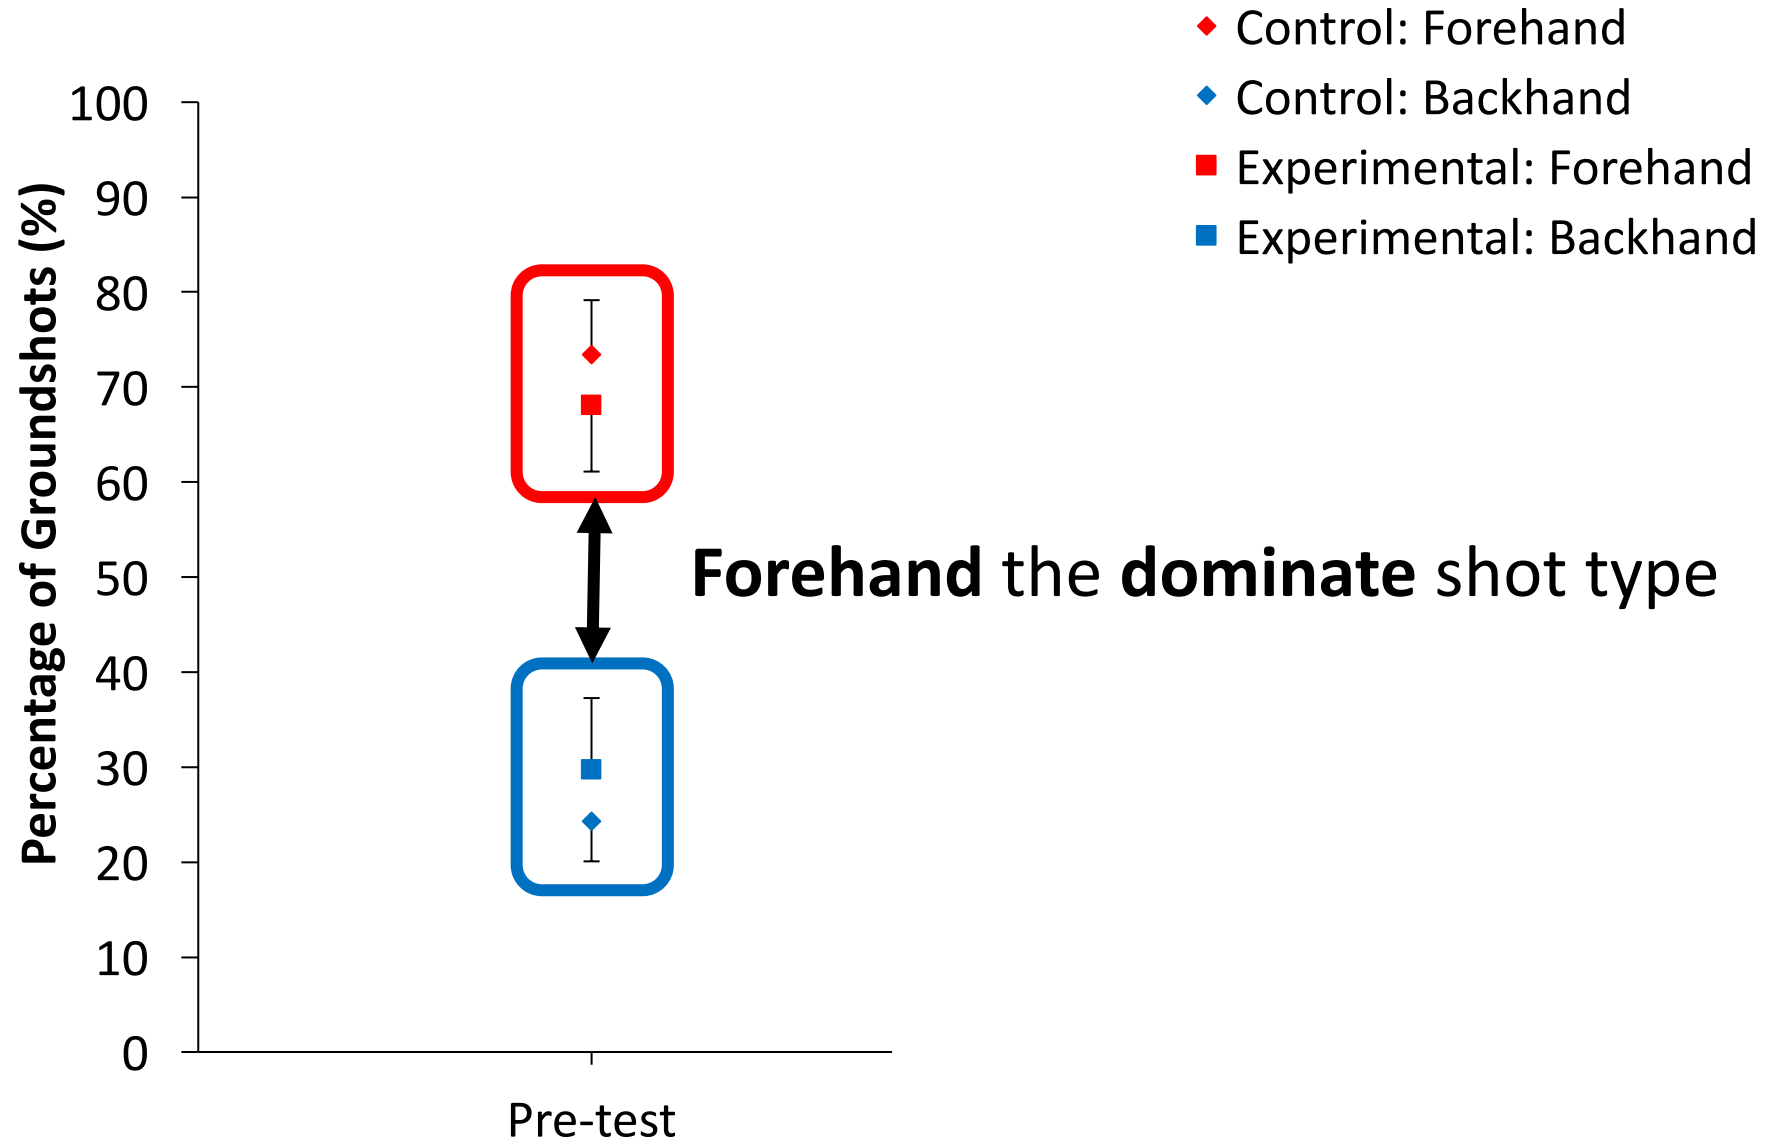 Control: Forehand
Control: Backhand
Experimental: Forehand
Experimental: Backhand
Percentage of Groundshots (%)
100
90
80
70
60
50
40
30
20
10
0
Forehand the dominate shot type
Pre-test